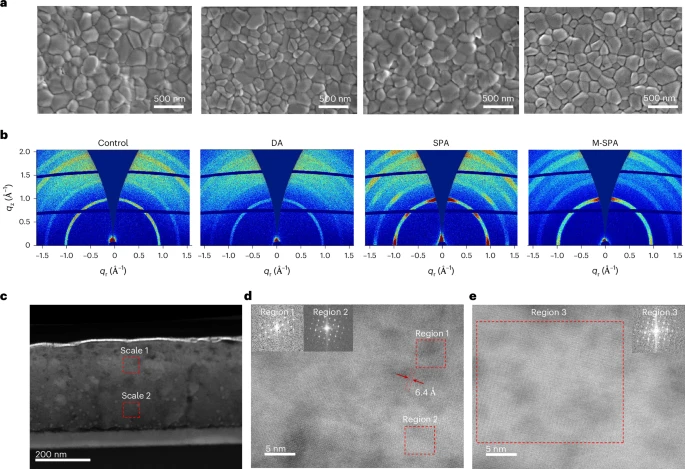 a
500 nm
500 nm
500 nm
500 nm
b
Control
DA
SPA
M-SPA
2.0
1.5
1.0
0.5
0
qz (Å⁻¹)
−1.5 −1.0 −0.5 0 0.5 1.0 1.5
−1.5 −1.0 −0.5 0 0.5 1.0 1.5
−1.5 −1.0 −0.5 0 0.5 1.0 1.5
−1.5 −1.0 −0.5 0 0.5 1.0 1.5
qr (Å⁻¹)
qr (Å⁻¹)
qr (Å⁻¹)
qr (Å⁻¹)
c
Scale 1
Scale 2
200 nm
d
Region 1
Region 2
Region 1
6.4 Å
Region 2
5 nm
e
Region 3
Region 3
5 nm